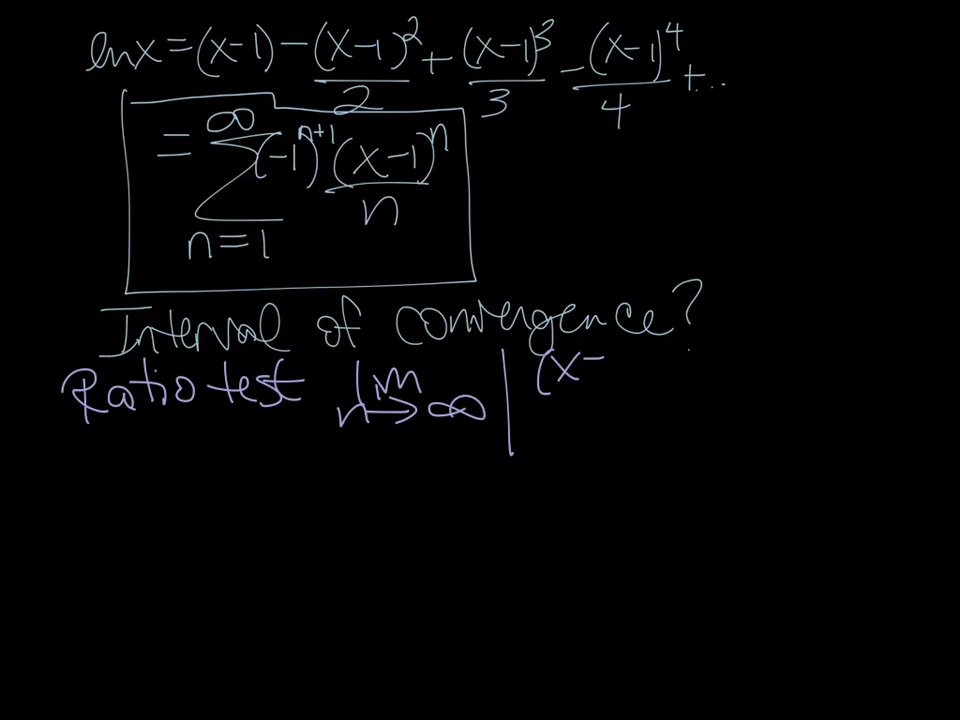 ln x = (x-1) - (x-1)^2/2 + (x-1)^3/3 - (x-1)^4/4 + ...
= ∑_{n=1}^{∞} (-1)^{n+1} (x-1)^n/n
Interval of convergence?
Ratio test lim_{n→∞} | (x-